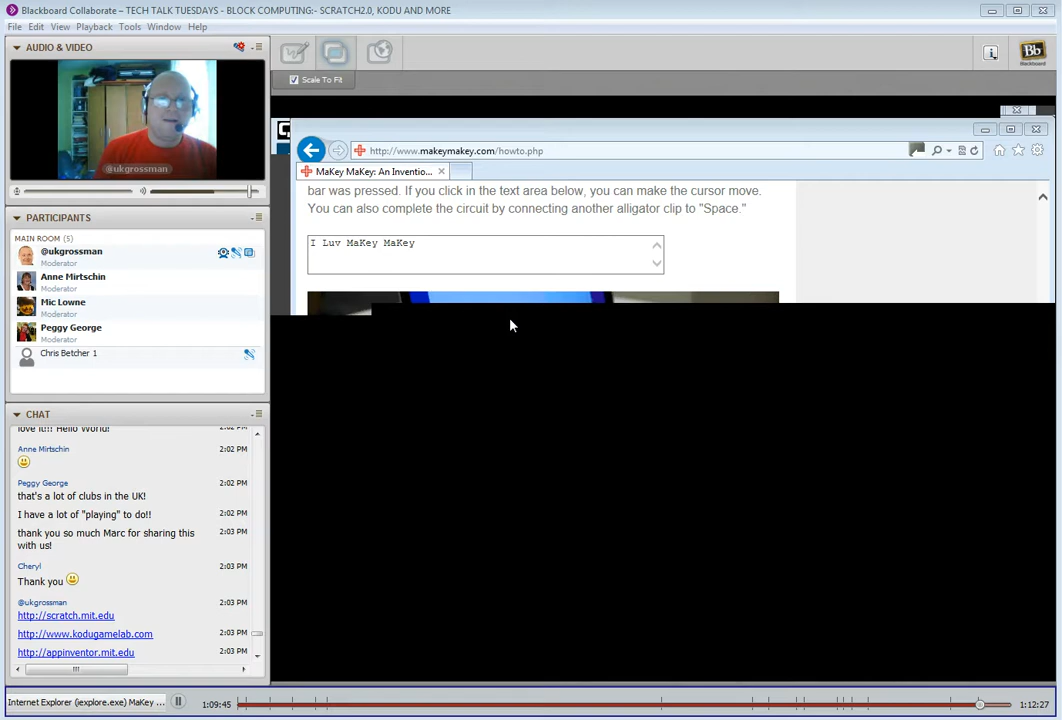 Blackboard Collaborate – TECH TALK TUESDAYS - BLOCK COMPUTING:- SCRATCH2.0, KODU AND MORE
File Edit View Playback Tools Window Help
AUDIO & VIDEO
@ukgrossman
PARTICIPANTS
MAIN ROOM (5)
@ukgrossman
Moderator
Anne Mirtschin
Moderator
Mic Lowne
Moderator
Peggy George
Moderator
Chris Betcher 1
CHAT
love it!!! Hello World! 2:02 PM
Anne Mirtschin 2:02 PM
Peggy George 2:02 PM
that's a lot of clubs in the UK!
I have a lot of "playing" to do!! 2:02 PM
thank you so much Marc for sharing this 2:03 PM
with us!
Cheryl 2:03 PM
Thank you
@ukgrossman 2:03 PM
http://scratch.mit.edu
http://www.kodugamelab.com 2:03 PM
http://appinventor.mit.edu 2:03 PM
Scale To Fit
Bb
Blackboard
http://www.makeymakey.com/howto.php
MaKey MaKey: An Inventio...
bar was pressed. If you click in the text area below, you can make the cursor move.
You can also complete the circuit by connecting another alligator clip to "Space."
I Luv MaKey MaKey
Internet Explorer (iexplore.exe) MaKey ...
1:09:45
1:12:27